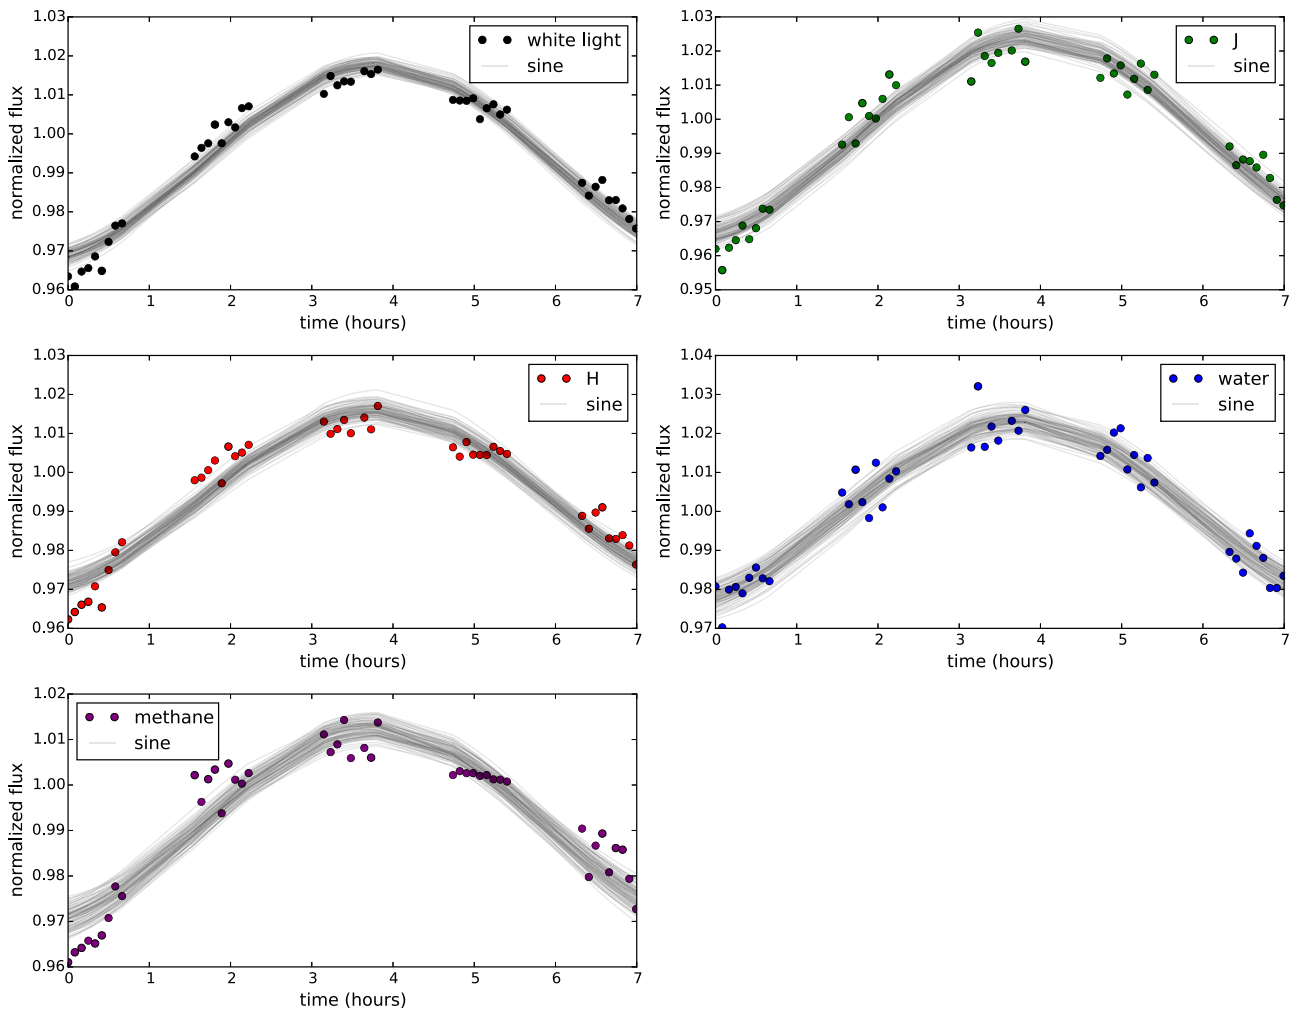 1.03
1.02
1.01
1.00
0.99
0.98
0.97
0.96
normalized flux
white light
sine
0 1 2 3 4 5 6 7
time (hours)
1.03
1.02
1.01
1.00
0.99
0.98
0.97
0.96
0.95
normalized flux
J
sine
0 1 2 3 4 5 6 7
time (hours)
1.03
1.02
1.01
1.00
0.99
0.98
0.97
0.96
normalized flux
H
sine
0 1 2 3 4 5 6 7
time (hours)
1.04
1.03
1.02
1.01
1.00
0.99
0.98
0.97
normalized flux
water
sine
0 1 2 3 4 5 6 7
time (hours)
1.02
1.01
1.00
0.99
0.98
0.97
0.96
normalized flux
methane
sine
0 1 2 3 4 5 6 7
time (hours)